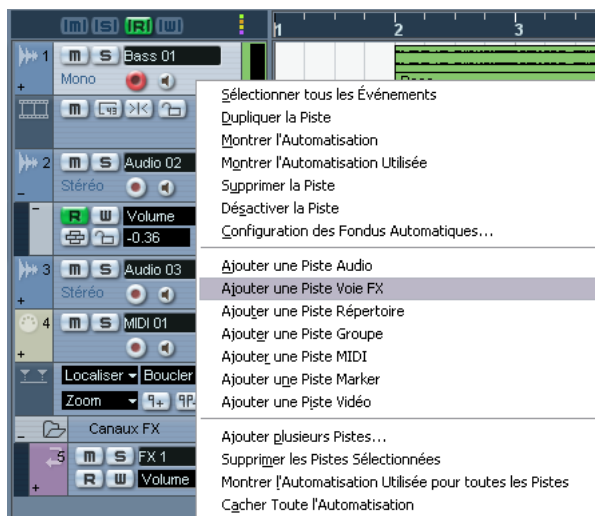 m S R W
1 2 3
1 m S Bass 01
Mono
Bass
m
2 m S Audio 02
Stéréo
R W Volume
-0.36
3 m S Audio 03
Stéréo
4 m S MIDI 01
Localiser Boucler
Zoom
Canaux FX
5 m S FX 1
R W Volume
Sélectionner tous les Événements
Dupliquer la Piste
Montrer l'Automatisation
Montrer l'Automatisation Utilisée
Supprimer la Piste
Désactiver la Piste
Configuration des Fondus Automatiques...
Ajouter une Piste Audio
Ajouter une Piste Voie FX
Ajouter une Piste Répertoire
Ajouter une Piste Groupe
Ajouter une Piste MIDI
Ajouter une Piste Marker
Ajouter une Piste Vidéo
Ajouter plusieurs Pistes...
Supprimer les Pistes Sélectionnées
Montrer l'Automatisation Utilisée pour toutes les Pistes
Cacher Toute l'Automatisation